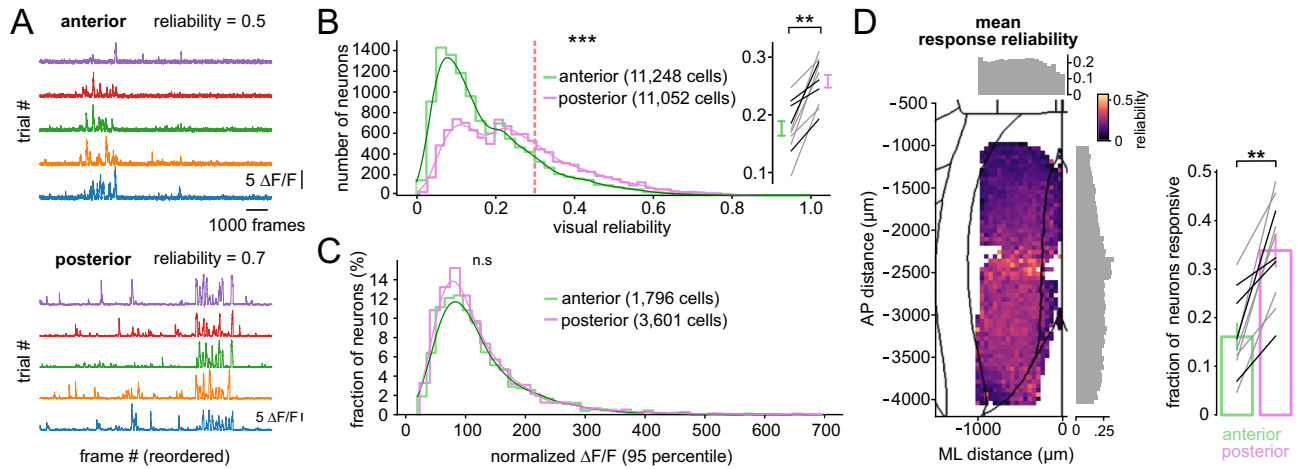 A
anterior reliability = 0.5
trial #
5 ΔF/F
1000 frames
posterior reliability = 0.7
trial #
5 ΔF/F
frame # (reordered)
B
number of neurons
1400
1200
1000
800
600
400
200
0
***
anterior (11,248 cells)
posterior (11,052 cells)
0 0.2 0.4 0.6 0.8 1.0
visual reliability
**
0.3
0.2
0.1
C
fraction of neurons (%)
14
12
10
8
6
4
2
0
n.s
anterior (1,796 cells)
posterior (3,601 cells)
0 100 200 300 400 500 600 700
normalized ΔF/F (95 percentile)
D
mean
response reliability
0.2
0.1
0
0.5
0
reliability
AP distance (μm)
−500
−1000
−1500
−2000
−2500
−3000
−3500
−4000
−1000 0
0 .25
ML distance (μm)
**
fraction of neurons responsive
0.5
0.4
0.3
0.2
0.1
0
anterior
posterior